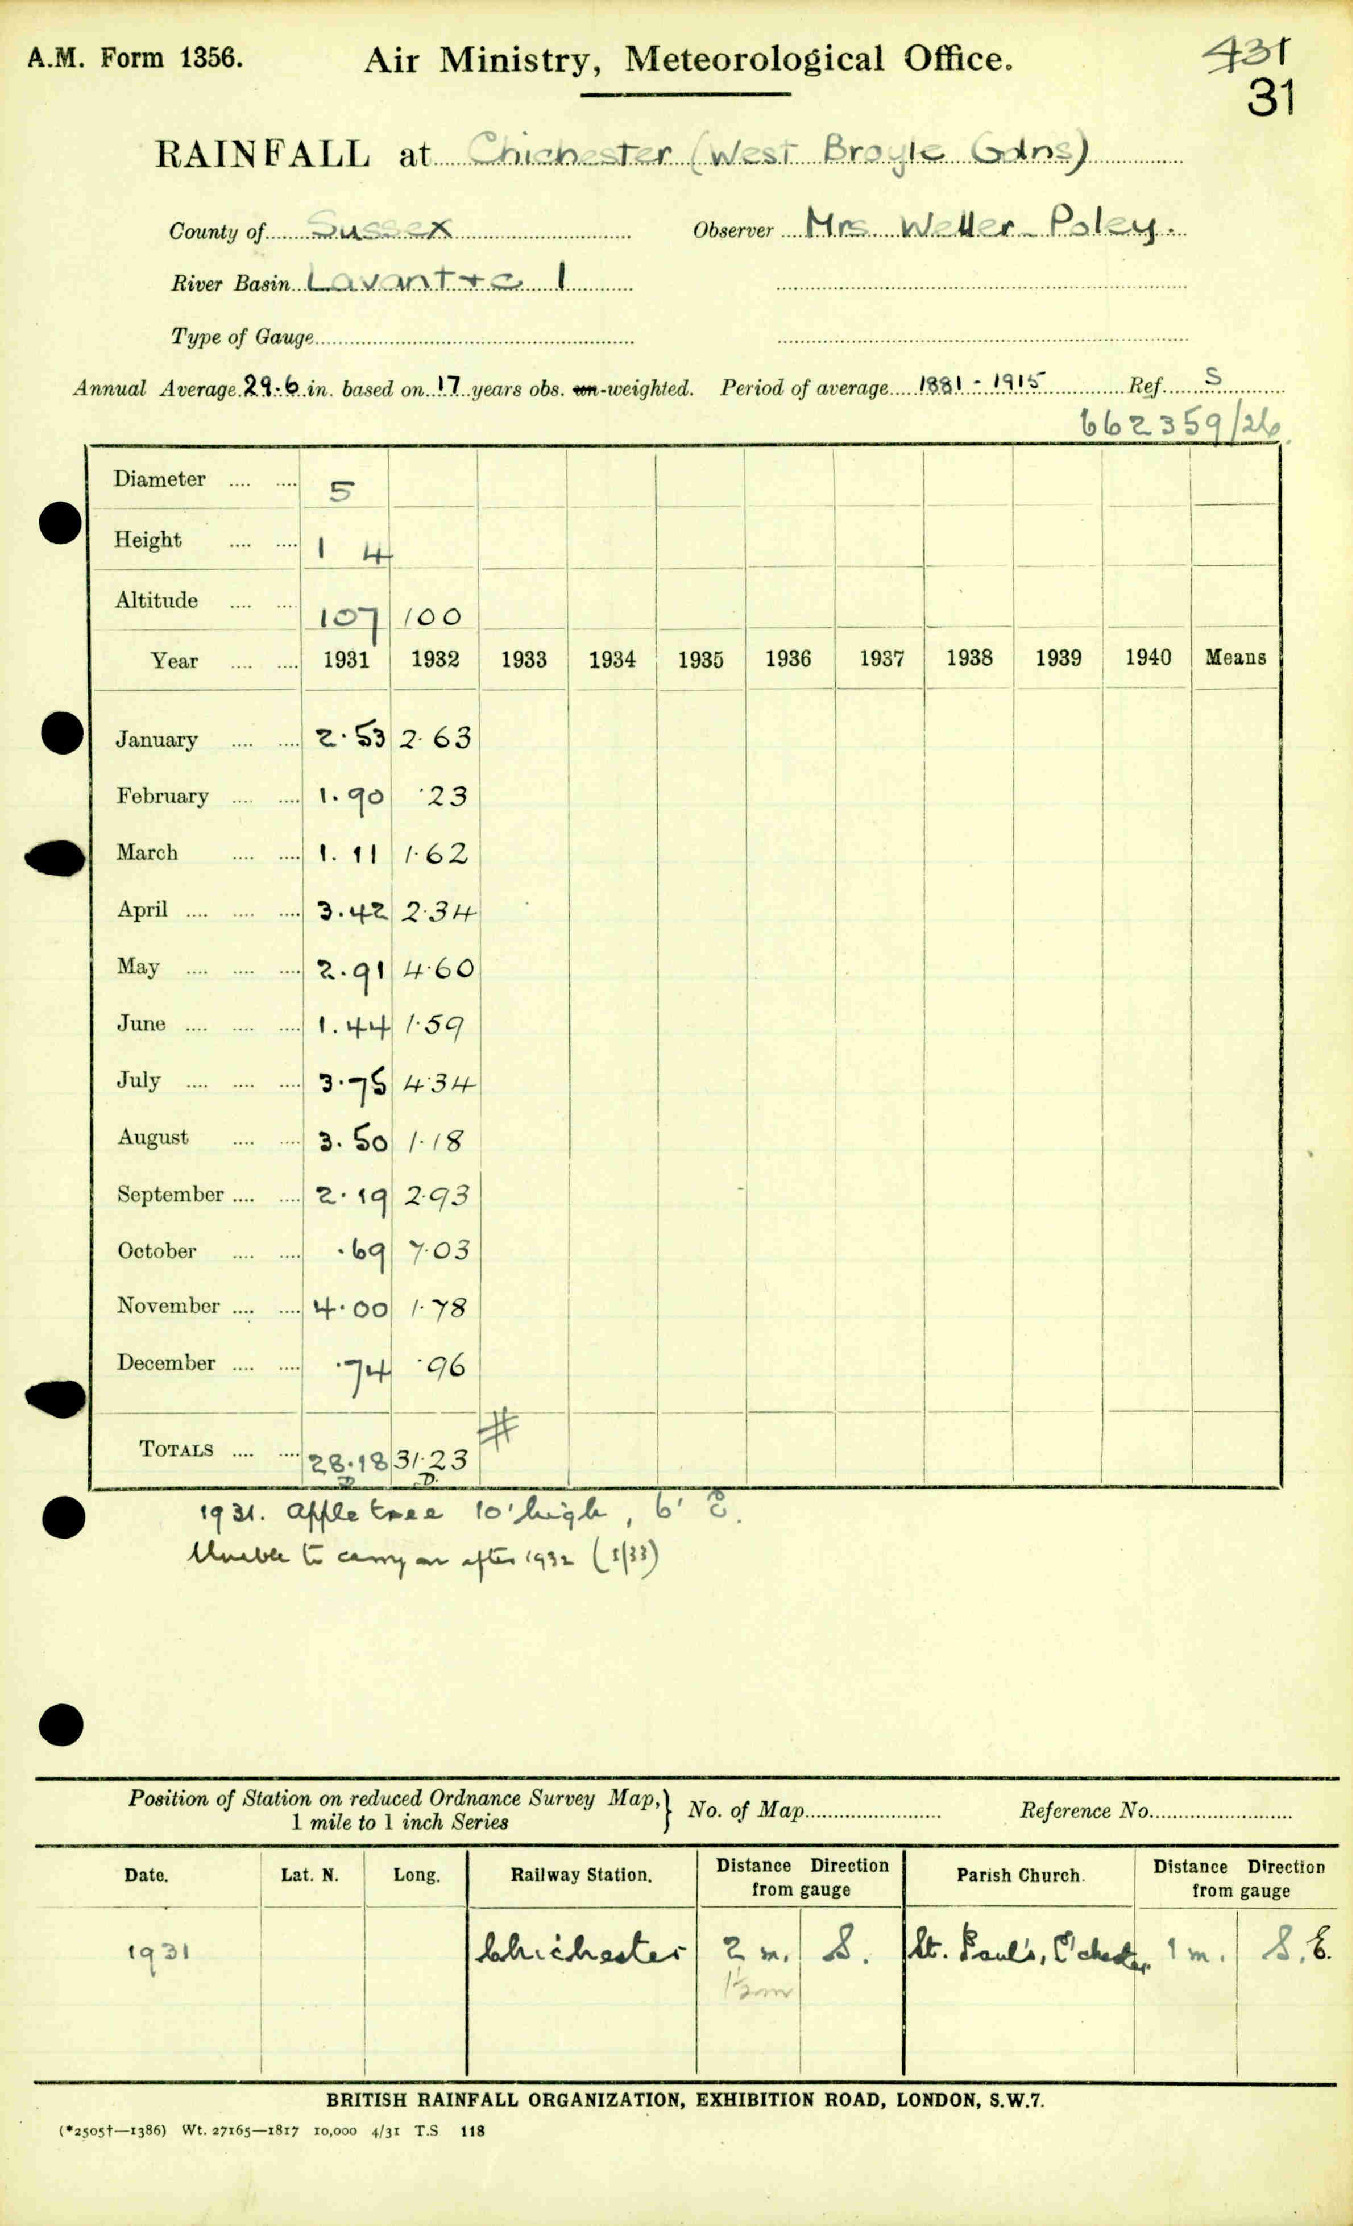 A.M. Form 1356. Air Ministry, Meteorological Office. 431
31
RAINFALL at Chichester (West Broyle Gdns)
County of Sussex Observer Mrs Weller-Poley.
River Basin Lavant +c 1
Type of Gauge
Annual Average 29.6 in. based on 17 years obs. un-weighted. Period of average 1881-1915 Ref. S
662359/26.
Diameter 5
Height 1 4
Altitude 107 100
Year 1931 1932 1933 1934 1935 1936 1937 1938 1939 1940 Means
January 2.53 2.63
February 1.90 .23
March 1.11 1.62
April 3.42 2.34
May 2.91 4.60
June 1.44 1.59
July 3.75 4.34
August 3.50 1.18
September 2.19 2.93
October .69 7.03
November 4.00 1.78
December .74 .96
TOTALS 28.18 31.23 #
D D.
1931. Apple tree 10' high, 6' E.
Unable to carry on after 1932 (1/33)
Position of Station on reduced Ordnance Survey Map, } No. of Map Reference No.
1 mile to 1 inch Series
Date. Lat. N. Long. Railway Station. Distance Direction from gauge Parish Church. Distance Direction from gauge
1931 Chichester 2 m. S. St. Paul's, C'chester 1 m. S.E.
1½m
BRITISH RAINFALL ORGANIZATION, EXHIBITION ROAD, LONDON, S.W.7.
(*2505†—1386) Wt. 27165—1817 10,000 4/31 T.S 118